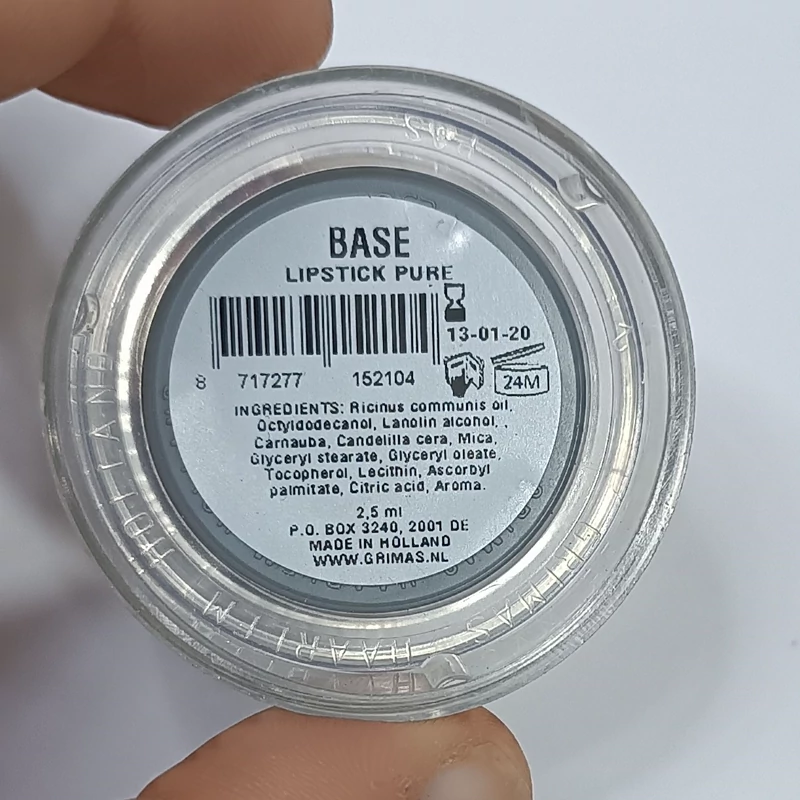 BASE
LIPSTICK PURE
13-01-20
8 717277 152104
24M
INGREDIENTS: Ricinus communis oil,
Octyldodecanol, Lanolin alcohol, ,
Carnauba, Candelilla cera, Mica,
Glyceryl stearate, Glyceryl oleate,
Tocopherol, Lecithin, Ascorbyl
palmitate, Citric acid, Aroma.
2,5 ml
P.O. BOX 3240, 2001 DE
MADE IN HOLLAND
WWW.GRIMAS.NL
GRIMAS HAARLEM HOLLAND